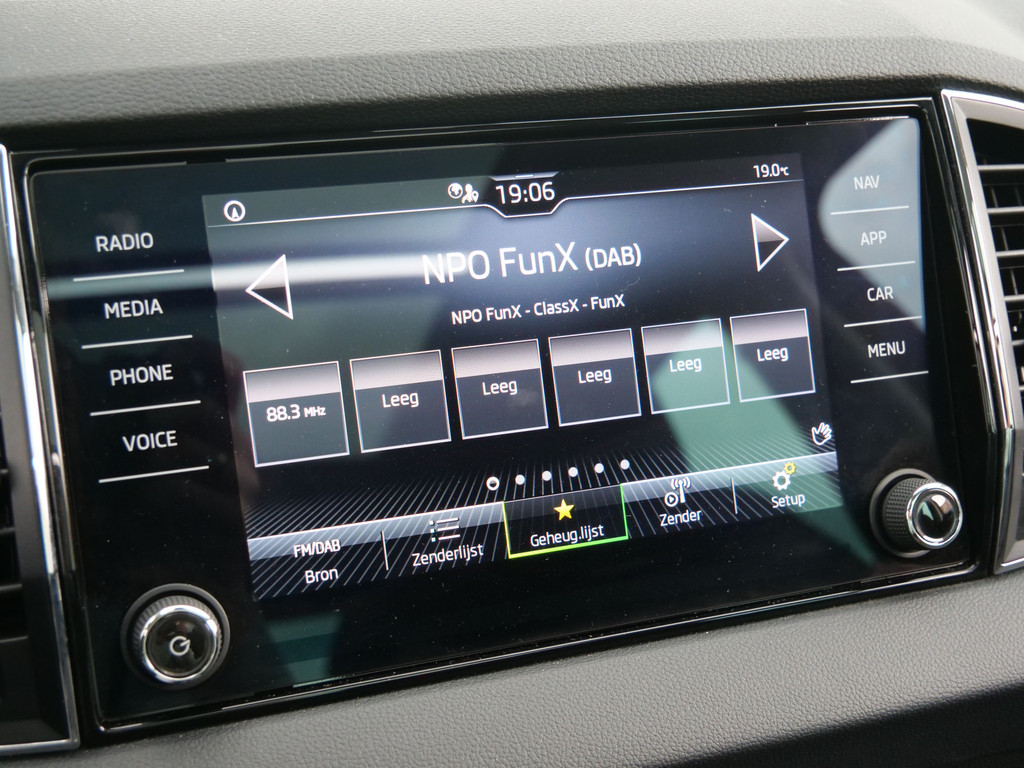 19:06
19.0°C
RADIO
MEDIA
PHONE
VOICE
NPO FunX (DAB)
NPO FunX - ClassX - FunX
88.3 MHz
Leeg
Leeg
Leeg
Leeg
Leeg
FM/DAB
Bron
Zenderlijst
Geheug.lijst
Zender
Setup
NAV
APP
CAR
MENU